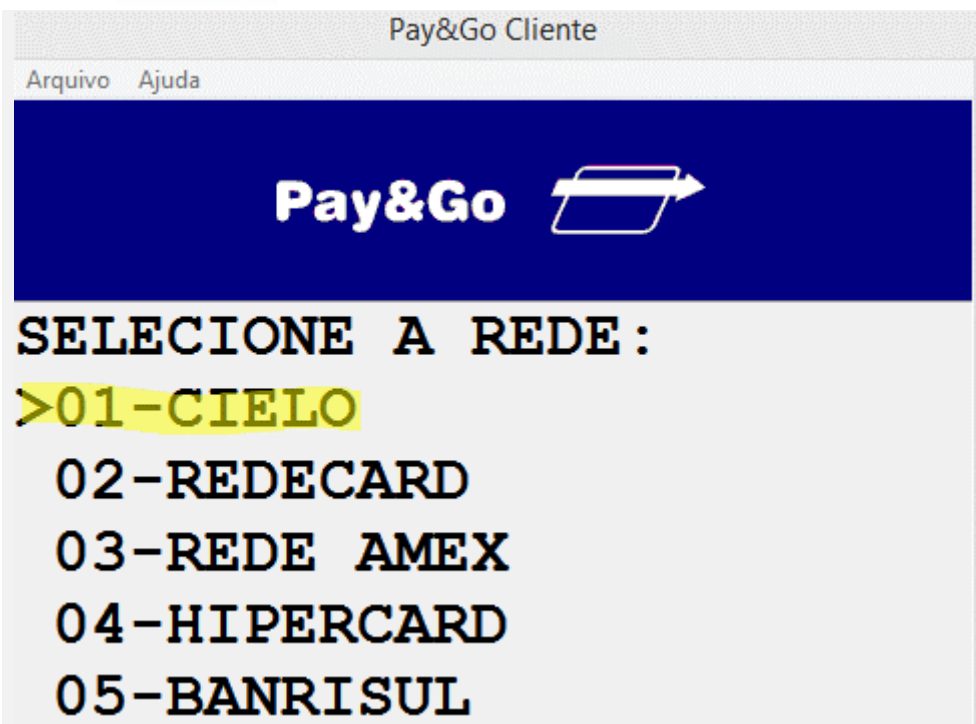 Pay&Go Cliente
Arquivo Ajuda
Pay&Go
SELECIONE A REDE:
>01-CIELO
02-REDECARD
03-REDE AMEX
04-HIPERCARD
05-BANRISUL